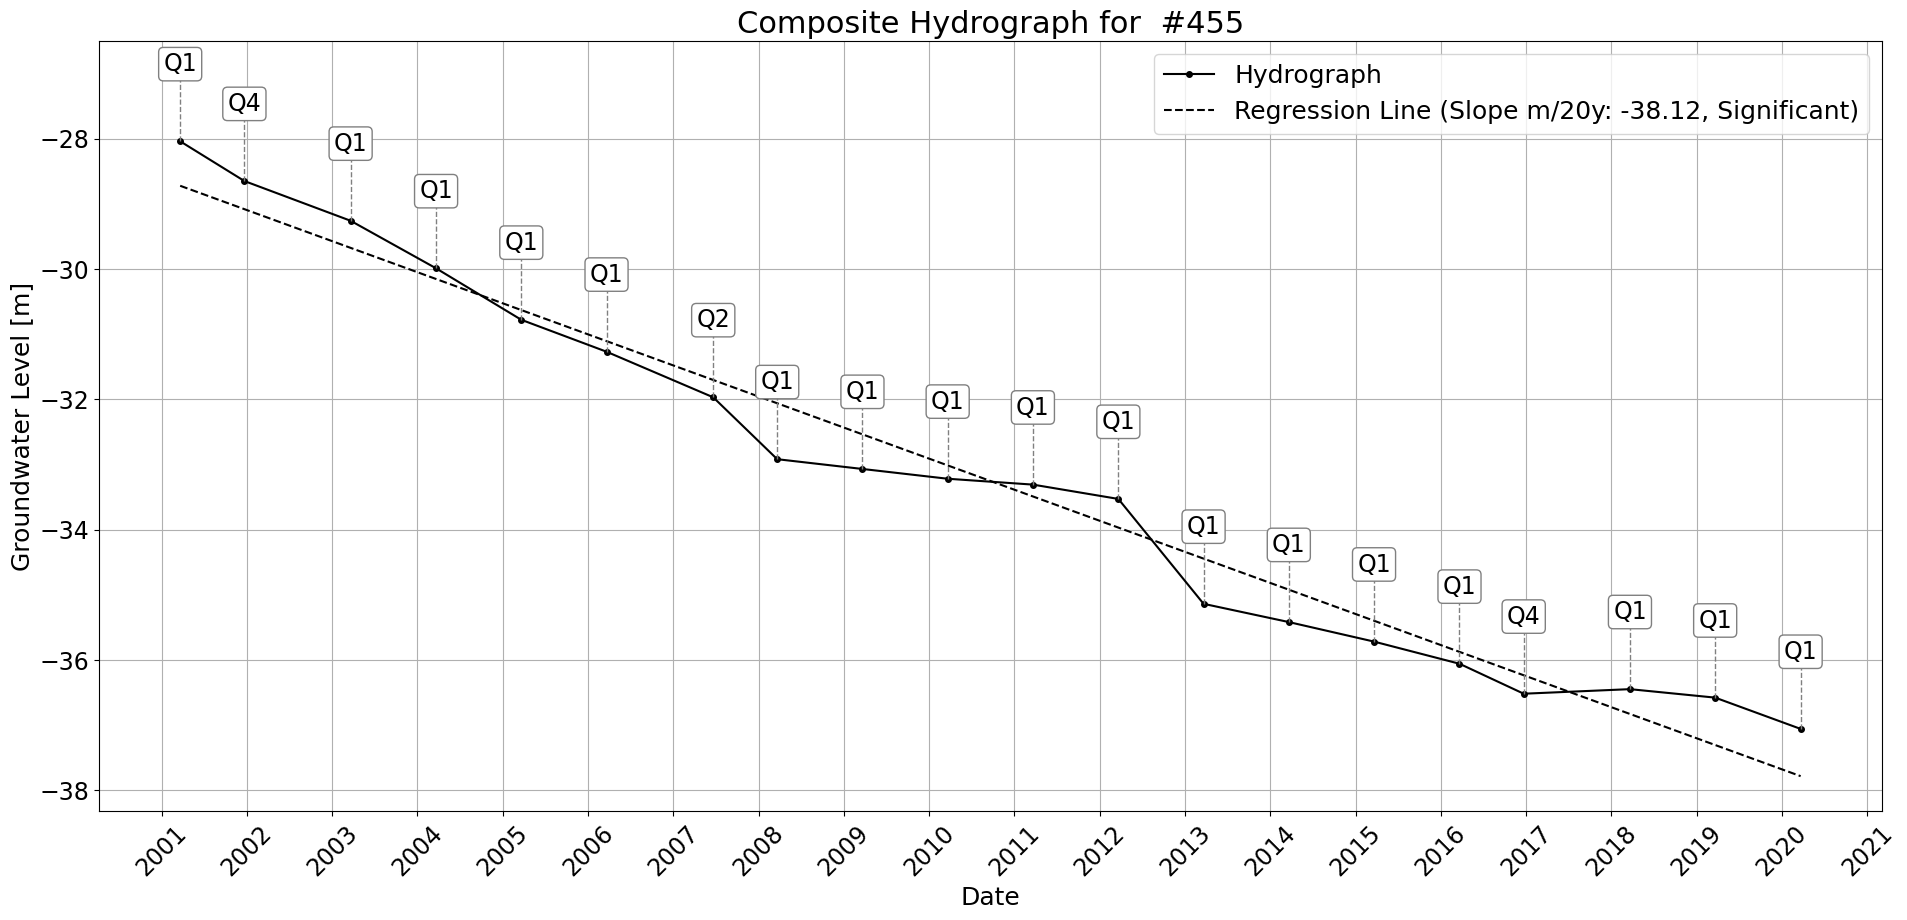 Composite Hydrograph for  #455
Hydrograph
Regression Line (Slope m/20y: -38.12, Significant)
Q1
Q4
Q1
Q1
Q1
Q1
Q2
Q1
Q1
Q1
Q1
Q1
Q1
Q1
Q1
Q1
Q4
Q1
Q1
Q1
Groundwater Level [m]
−28
−30
−32
−34
−36
−38
2001
2002
2003
2004
2005
2006
2007
2008
2009
2010
2011
2012
2013
2014
2015
2016
2017
2018
2019
2020
2021
Date